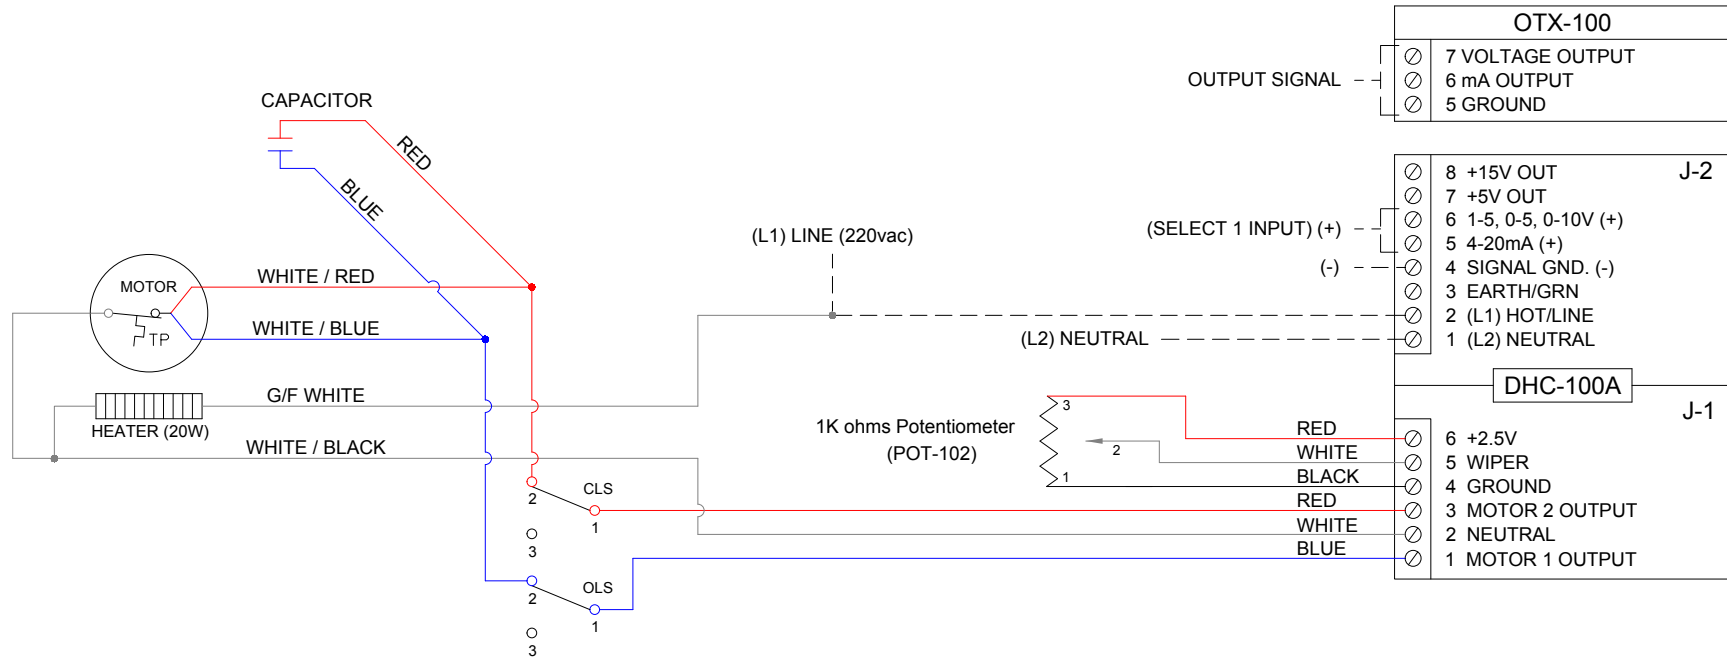 OTX-100
7 VOLTAGE OUTPUT
OUTPUT SIGNAL
6 mA OUTPUT
5 GROUND
CAPACITOR
RED
BLUE
J-2
8 +15V OUT
7 +5V OUT
6 1-5, 0-5, 0-10V (+)
(SELECT 1 INPUT) (+)
5 4-20mA (+)
(L1) LINE (220vac)
(-)
4 SIGNAL GND. (-)
3 EARTH/GRN
2 (L1) HOT/LINE
(L2) NEUTRAL
1 (L2) NEUTRAL
MOTOR
WHITE / RED
WHITE / BLUE
TP
DHC-100A
G/F WHITE
HEATER (20W)
J-1
WHITE / BLACK
1K ohms Potentiometer
(POT-102)
3
2
1
RED
6 +2.5V
WHITE
5 WIPER
BLACK
4 GROUND
RED
3 MOTOR 2 OUTPUT
WHITE
2 NEUTRAL
BLUE
1 MOTOR 1 OUTPUT
CLS
2
1
3
OLS
2
1
3